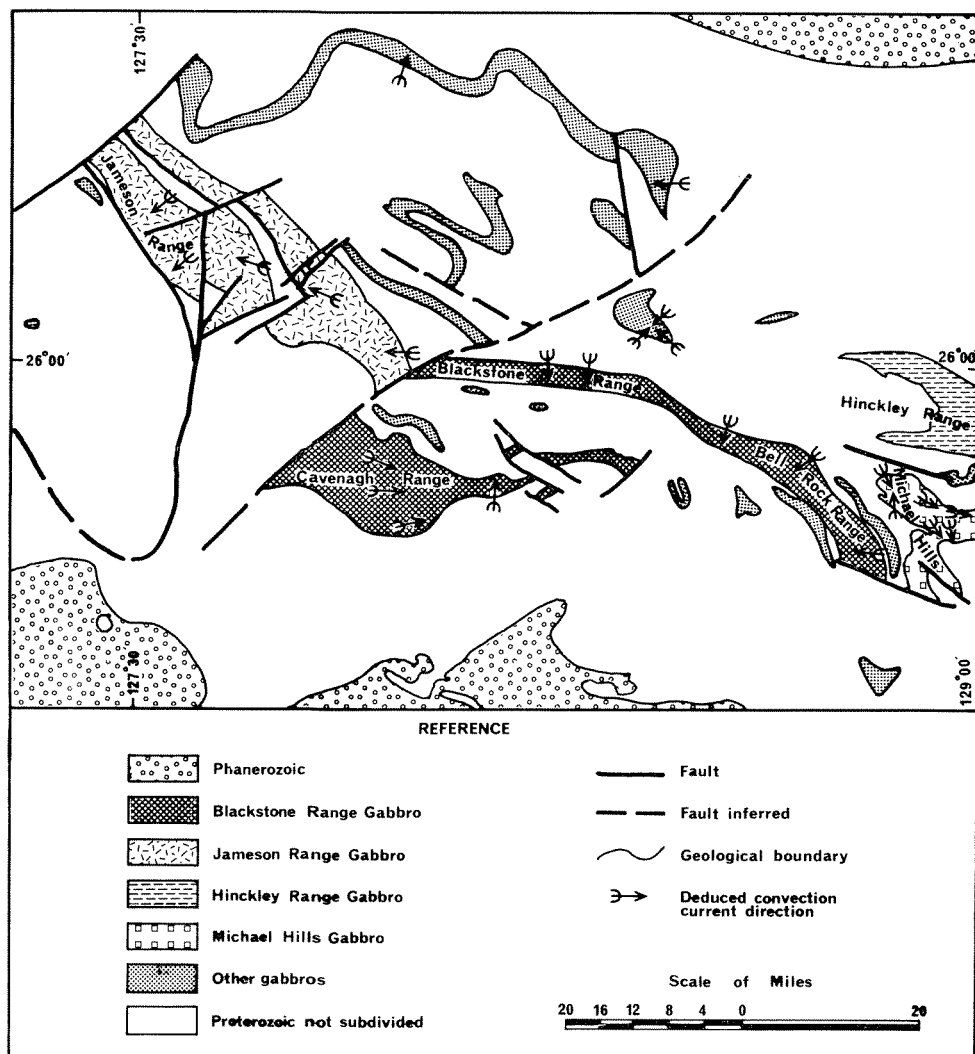 127°30'
Jameson
Range
26°00'
26°00'
Blackstone
Range
Hinckley Range
Bell
Rock Range
Cavenagh Range
Michael
Hills
127°30
129°00'
REFERENCE
Phanerozoic
Blackstone Range Gabbro
Jameson Range Gabbro
Hinckley Range Gabbro
Michael Hills Gabbro
Other gabbros
Proterozoic not subdivided
Fault
Fault inferred
Geological boundary
Deduced convection
current direction
Scale of Miles
20 16 12 8 4 0 20